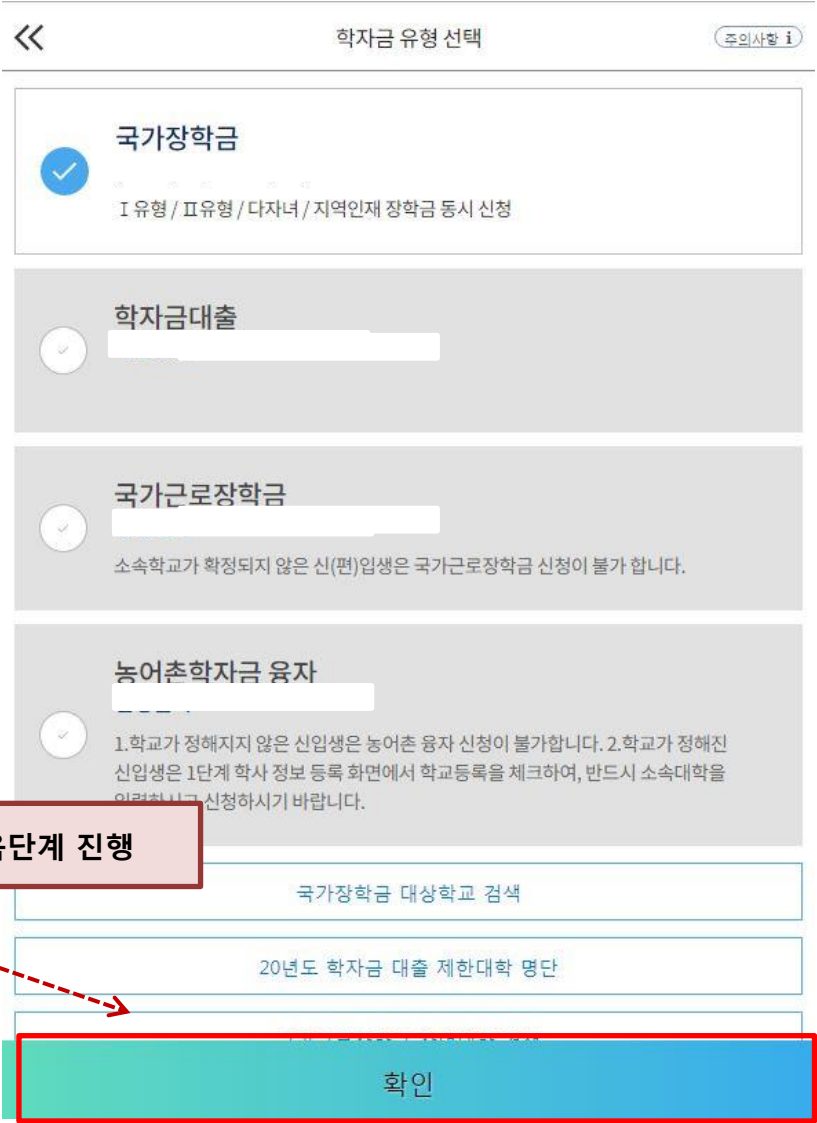 학자금 유형 선택
주의사항 i
국가장학금
I 유형 / II유형 / 다자녀 / 지역인재 장학금 동시 신청
학자금대출
국가근로장학금
소속학교가 확정되지 않은 신(편)입생은 국가근로장학금 신청이 불가 합니다.
농어촌학자금 융자
1.학교가 정해지지 않은 신입생은 농어촌 융자 신청이 불가합니다. 2.학교가 정해진
신입생은 1단계 학사 정보 등록 화면에서 학교등록을 체크하여, 반드시 소속대학을
신청하시기 바랍니다.
단계 진행
국가장학금 대상학교 검색
20년도 학자금 대출 제한대학 명단
확인